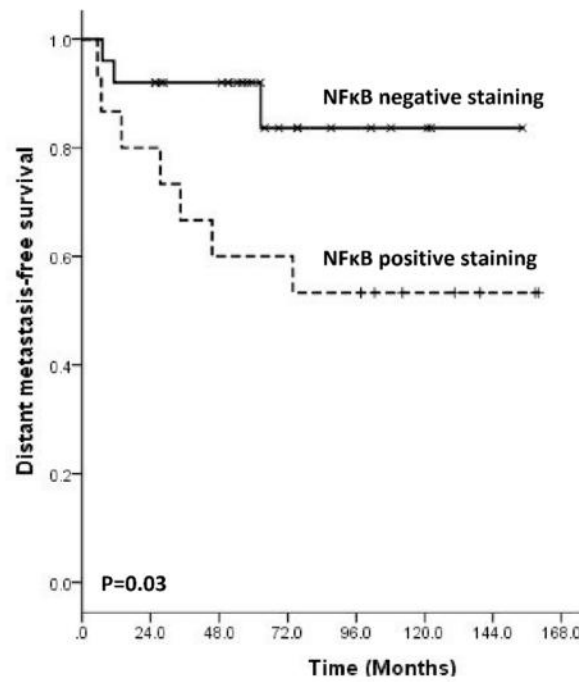 1.0
0.8
0.6
0.4
0.2
0.0
Distant metastasis-free survival
NFκB negative staining
NFκB positive staining
P=0.03
.0 24.0 48.0 72.0 96.0 120.0 144.0 168.0
Time (Months)